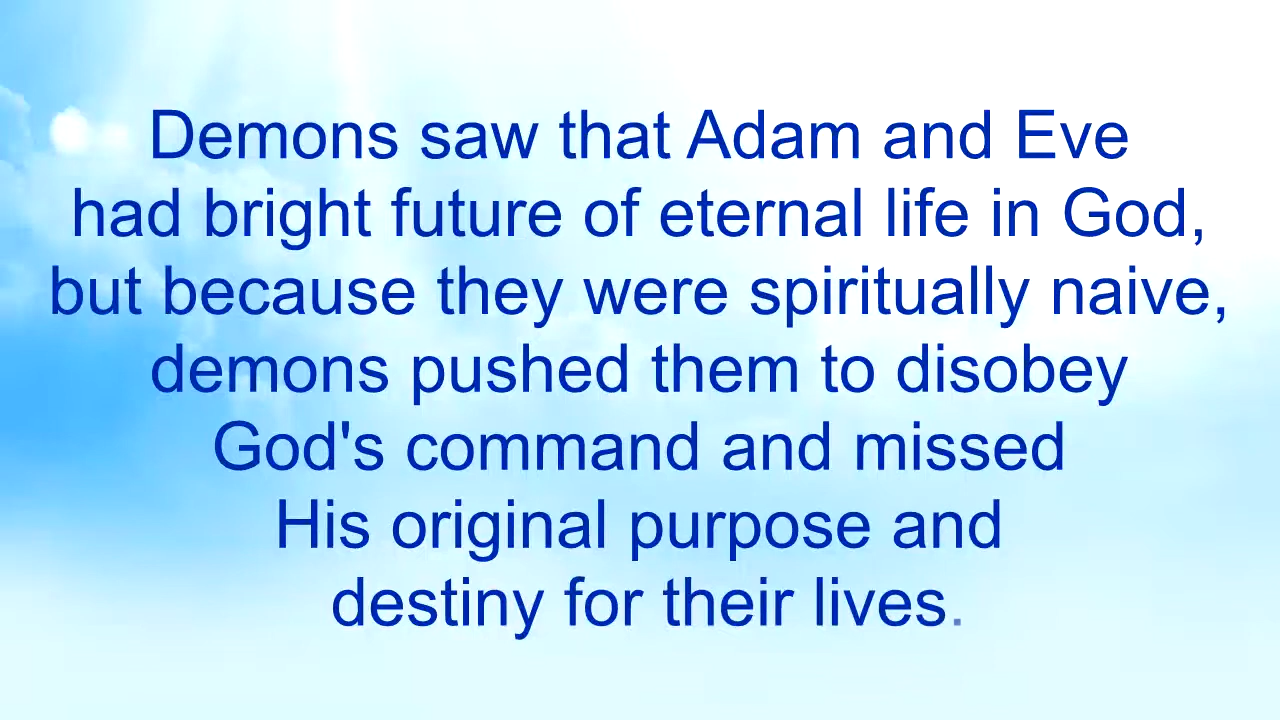 Demons saw that Adam and Eve
had bright future of eternal life in God,
but because they were spiritually naive,
demons pushed them to disobey
God's command and missed
His original purpose and
destiny for their lives.